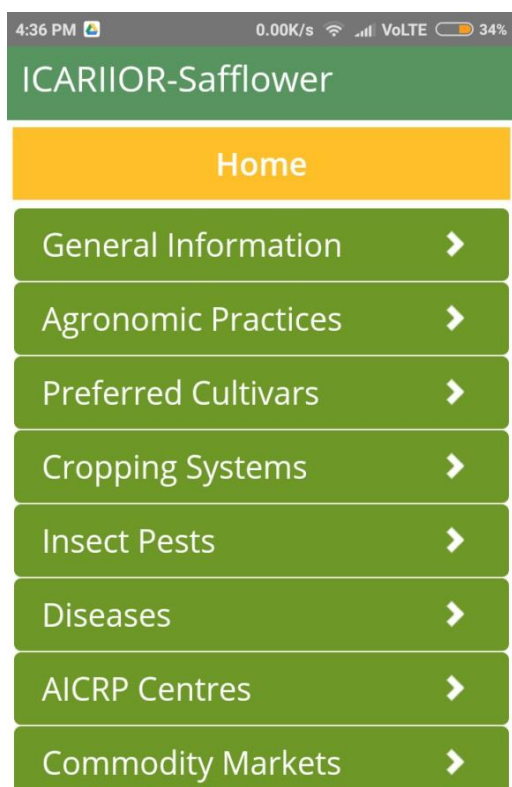 4:36 PM 0.00K/s VoLTE 34%
ICARIIOR-Safflower
Home
General Information
Agronomic Practices
Preferred Cultivars
Cropping Systems
Insect Pests
Diseases
AICRP Centres
Commodity Markets